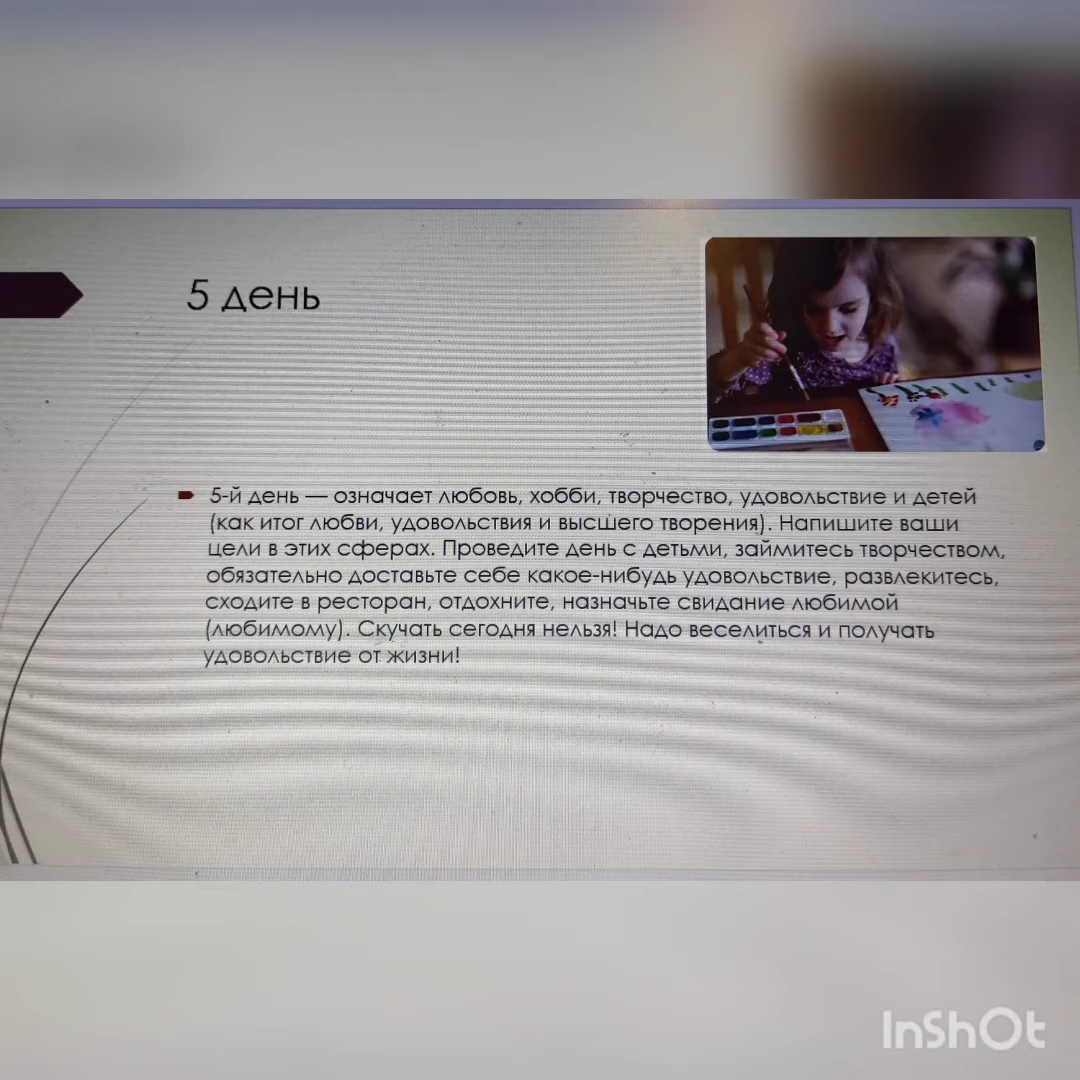 5 день
5-й день — означает любовь, хобби, творчество, удовольствие и детей
(как итог любви, удовольствия и высшего творения). Напишите ваши
цели в этих сферах. Проведите день с детьми, займитесь творчеством,
обязательно доставьте себе какое-нибудь удовольствие, развлекитесь,
сходите в ресторан, отдохните, назначьте свидание любимой
(любимому). Скучать сегодня нельзя! Надо веселиться и получать
удовольствие от жизни!
InShOt